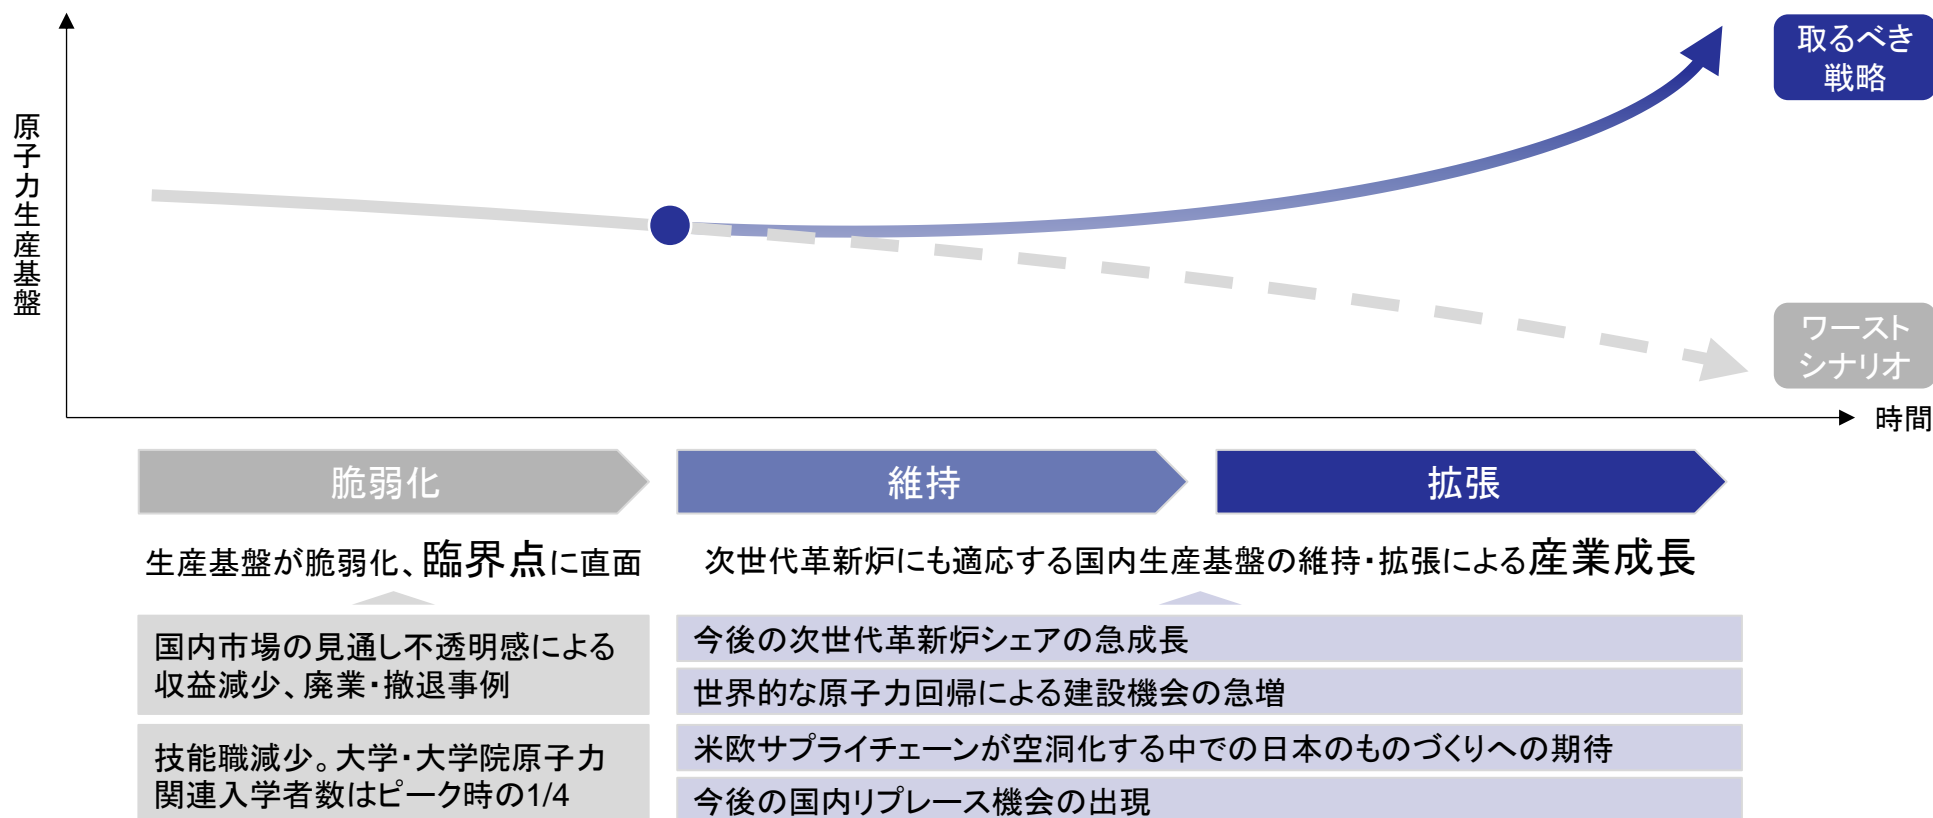 取るべき
戦略
原子力生産基盤
ワースト
シナリオ
時間
脆弱化
維持
拡張
生産基盤が脆弱化、臨界点に直面
次世代革新炉にも適応する国内生産基盤の維持・拡張による産業成長
国内市場の見通し不透明感による
収益減少、廃業・撤退事例
技能職減少。大学・大学院原子力
関連入学者数はピーク時の1/4
今後の次世代革新炉シェアの急成長
世界的な原子力回帰による建設機会の急増
米欧サプライチェーンが空洞化する中での日本のものづくりへの期待
今後の国内リプレース機会の出現